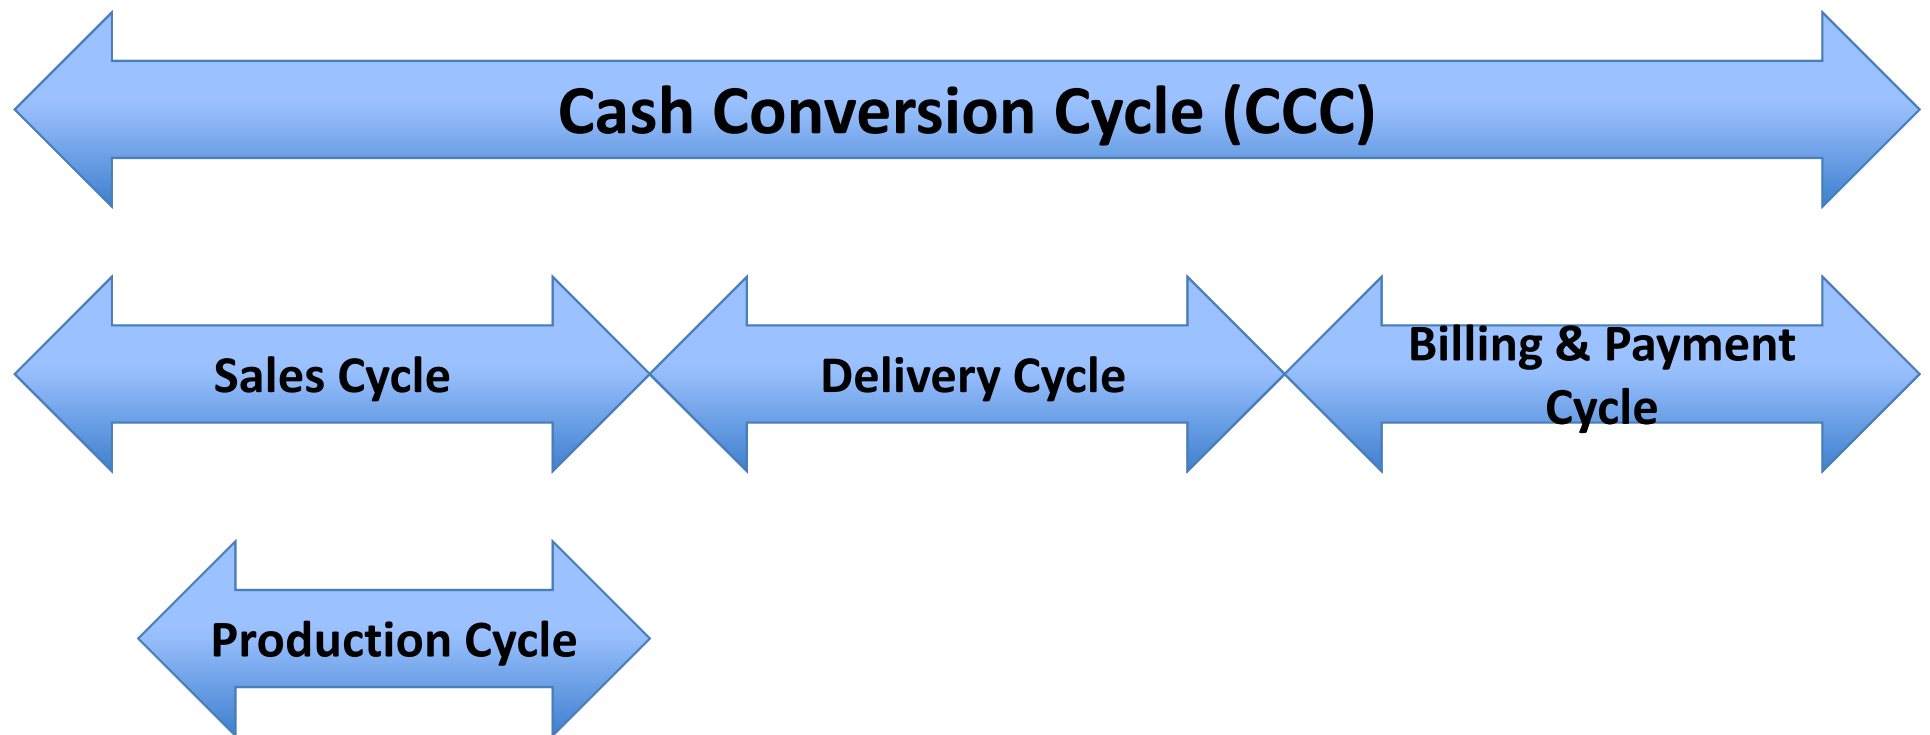 Cash Conversion Cycle (CCC)
Sales Cycle
Delivery Cycle
Billing & Payment
Cycle
Production Cycle